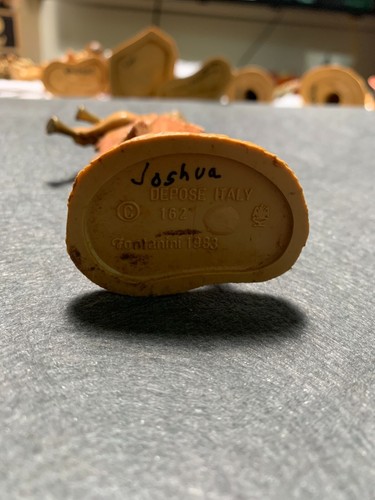 Joshua
DEPOSE ITALY
© 162
Fontanini 1983